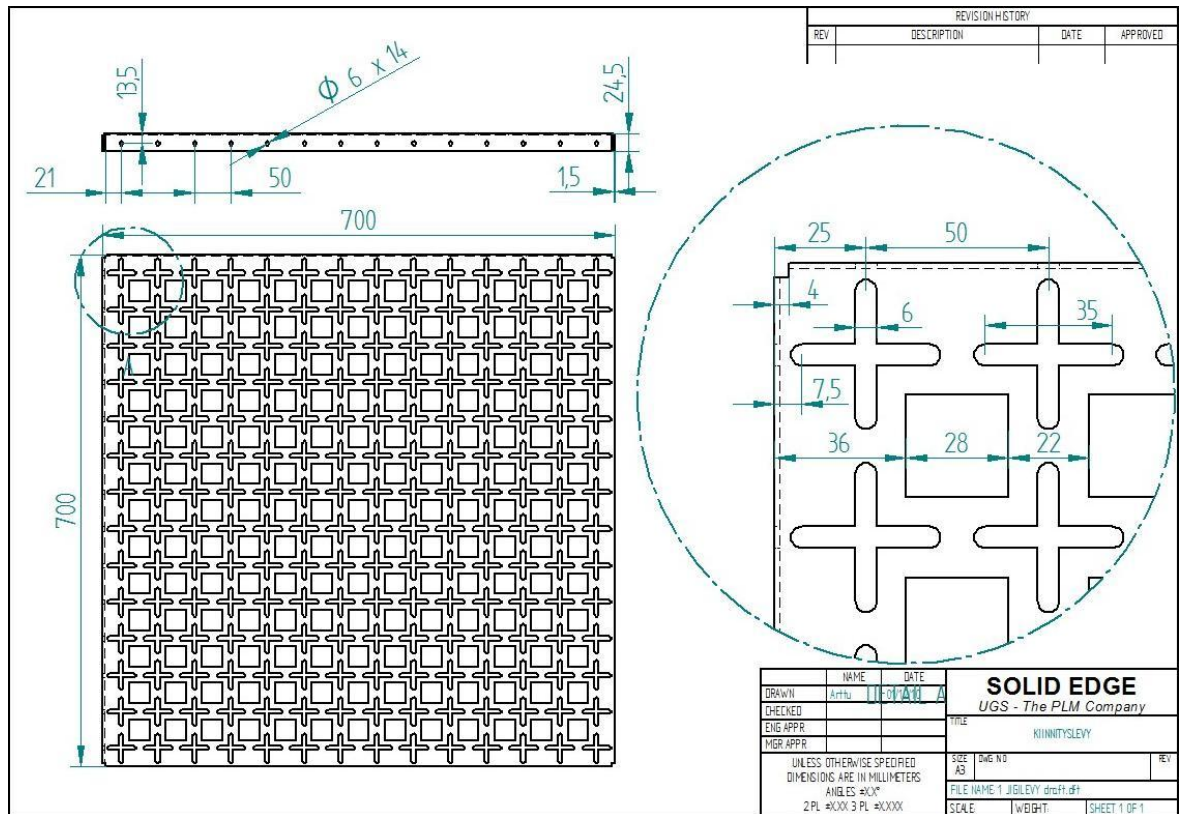 REVISION HISTORY
REV DESCRIPTION DATE APPROVED
13,5
Φ 6 x 14
24,5
21
50
1,5
700
700
A
25
50
4
6
35
7,5
36
28
22
NAME DATE
DRAWN Arttu
CHECKED
ENG APPR
MGR APPR
SOLID EDGE
UGS - The PLM Company
TITLE
KIINNITYSLEVY
UNLESS OTHERWISE SPECIFIED
DIMENSIONS ARE IN MILLIMETERS
ANGLES ±X.X°
2 PL ±X.XX 3 PL ±X.XXX
SIZE DWG NO REV
A3
FILE NAME 1 JIGILEVY draft.dft
SCALE: WEIGHT: SHEET 1 OF 1